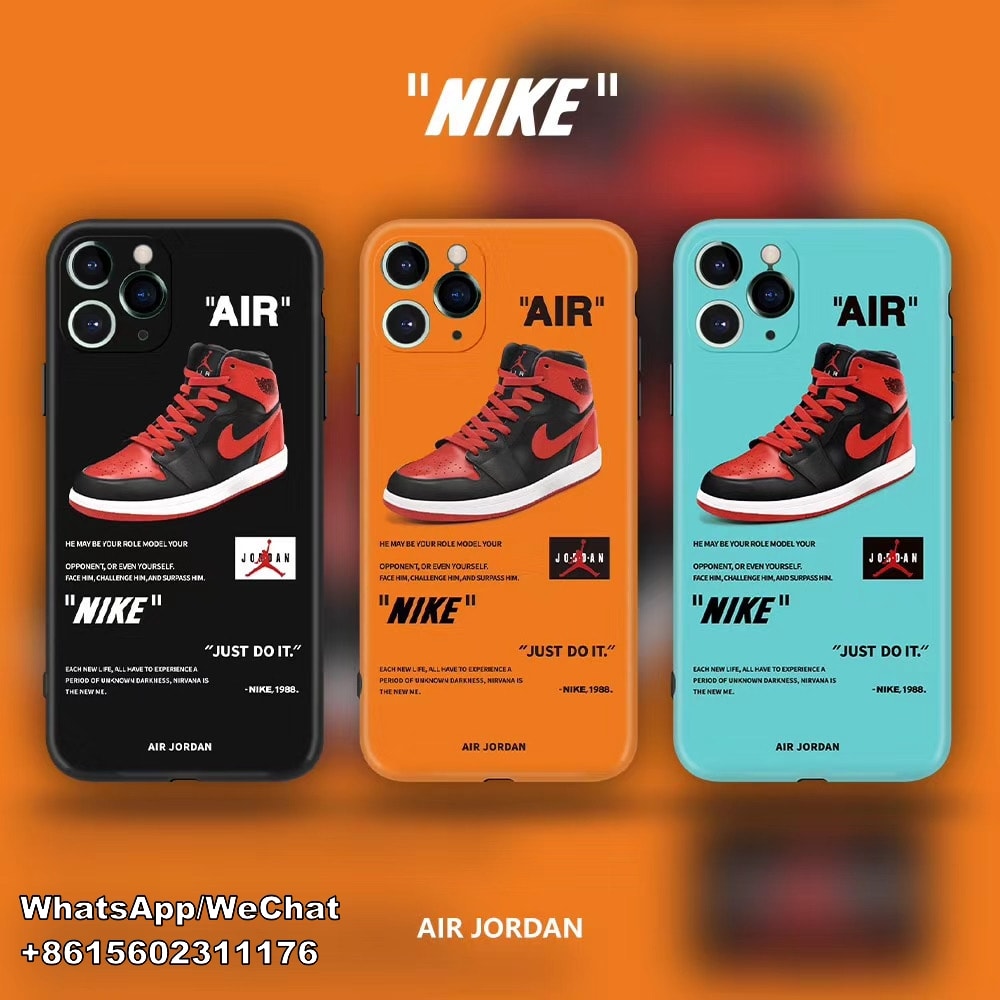 "NIKE"
"AIR"
HE MAY BE YOUR ROLE MODEL YOUR
OPPONENT, OR EVEN YOURSELF.
FACE HIM, CHALLENGE HIM, AND SURPASS HIM.
JORDAN
"NIKE"
"JUST DO IT."
EACH NEW LIFE, ALL HAVE TO EXPERIENCE A
PERIOD OF UNKNOWN DARKNESS, NIRVANA IS
THE NEW ME.
-NIKE,1988.
AIR JORDAN
"AIR"
HE MAY BE YOUR ROLE MODEL YOUR
OPPONENT, OR EVEN YOURSELF.
FACE HIM, CHALLENGE HIM, AND SURPASS HIM.
JORDAN
"NIKE"
"JUST DO IT."
EACH NEW LIFE, ALL HAVE TO EXPERIENCE A
PERIOD OF UNKNOWN DARKNESS, NIRVANA IS
THE NEW ME.
-NIKE,1988.
AIR JORDAN
"AIR"
HE MAY BE YOUR ROLE MODEL YOUR
OPPONENT, OR EVEN YOURSELF.
FACE HIM, CHALLENGE HIM, AND SURPASS HIM.
JORDAN
"NIKE"
"JUST DO IT."
EACH NEW LIFE, ALL HAVE TO EXPERIENCE A
PERIOD OF UNKNOWN DARKNESS, NIRVANA IS
THE NEW ME.
-NIKE,1988.
AIR JORDAN
WhatsApp/WeChat
+8615602311176
AIR JORDAN